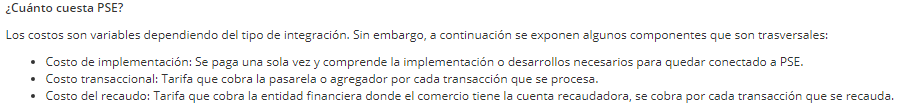 ¿Cuánto cuesta PSE?
Los costos son variables dependiendo del tipo de integración. Sin embargo, a continuación se exponen algunos componentes que son trasversales:
• Costo de implementación: Se paga una sola vez y comprende la implementación o desarrollos necesarios para quedar conectado a PSE.
• Costo transaccional: Tarifa que cobra la pasarela o agregador por cada transacción que se procesa.
• Costo del recaudo: Tarifa que cobra la entidad financiera donde el comercio tiene la cuenta recaudadora, se cobra por cada transacción que se recauda.